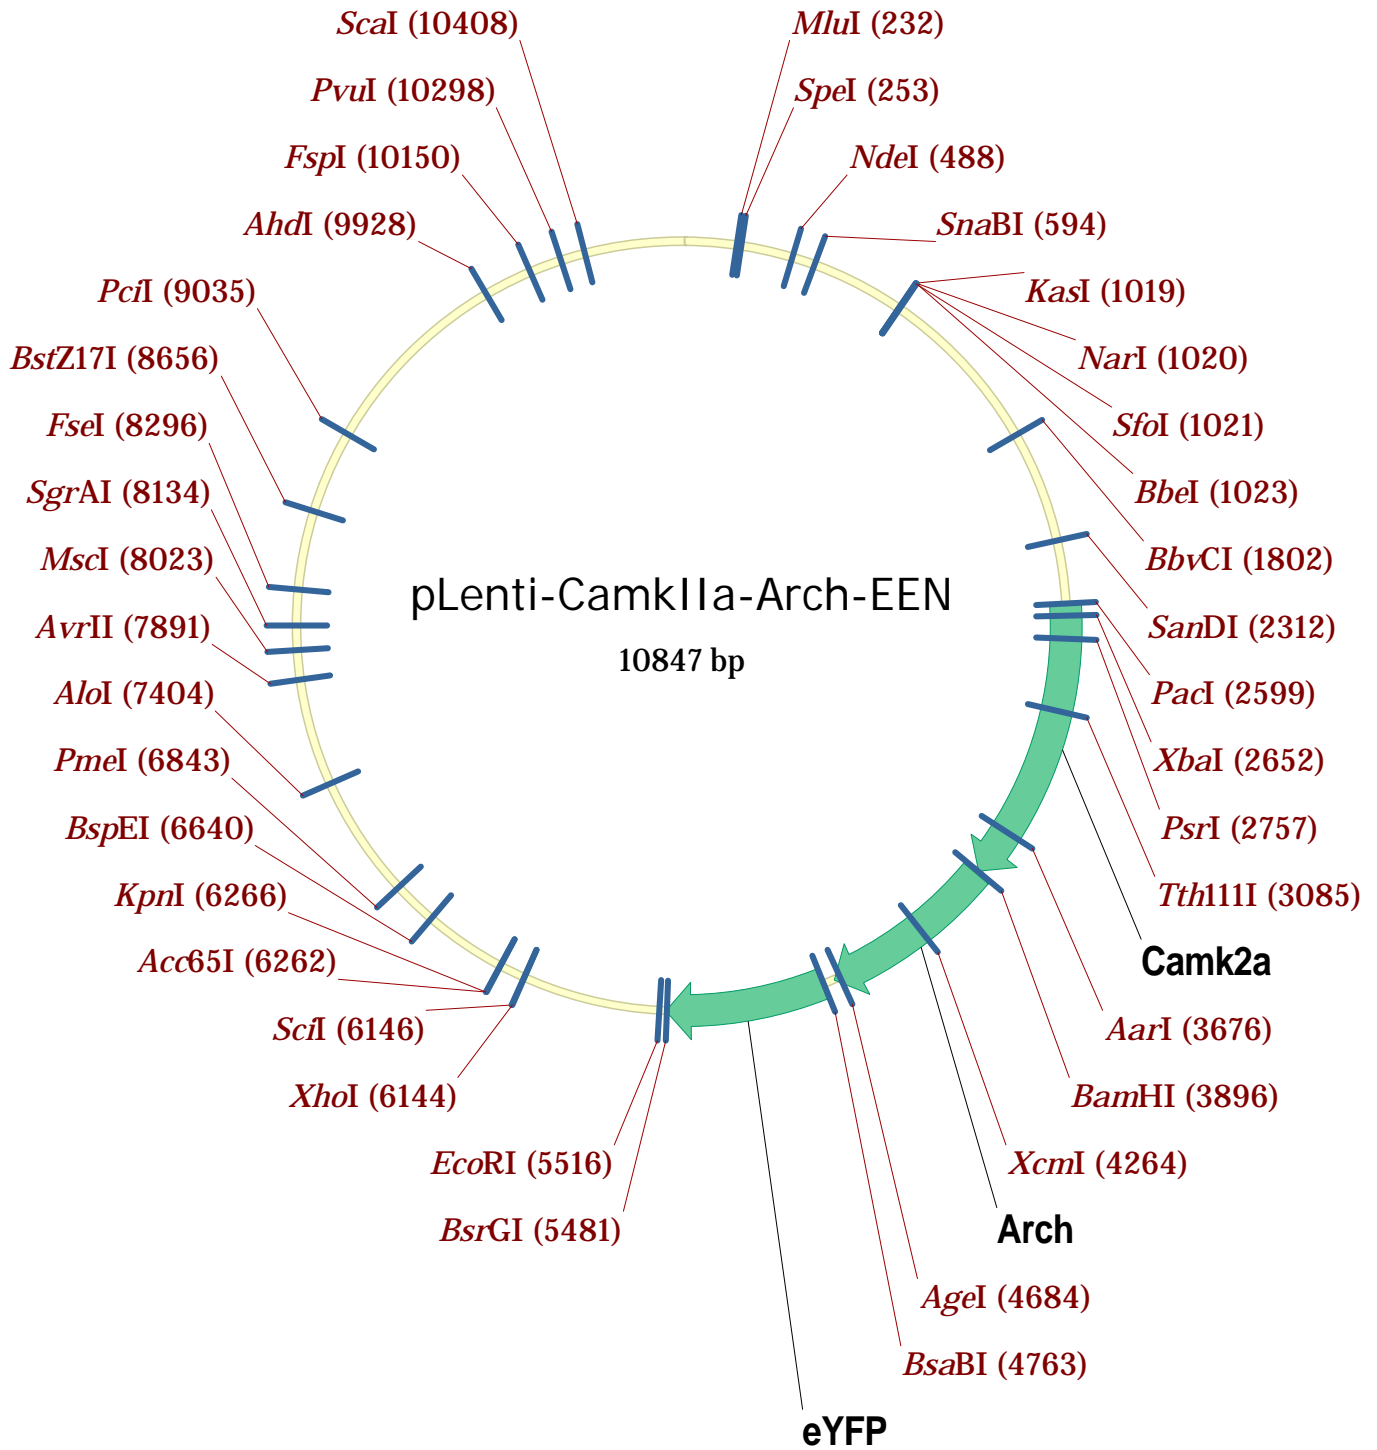 ScaI (10408)
MluI (232)
PvuI (10298)
SpeI (253)
FspI (10150)
NdeI (488)
AhdI (9928)
SnaBI (594)
PciI (9035)
KasI (1019)
BstZ17I (8656)
NarI (1020)
FseI (8296)
SfoI (1021)
SgrAI (8134)
BbeI (1023)
MscI (8023)
BbvCI (1802)
pLenti-CamkIIa-Arch-EEN
AvrII (7891)
SanDI (2312)
10847 bp
AloI (7404)
PacI (2599)
PmeI (6843)
XbaI (2652)
BspEI (6640)
PsrI (2757)
KpnI (6266)
Tth111I (3085)
Acc65I (6262)
Camk2a
SciI (6146)
AarI (3676)
XhoI (6144)
BamHI (3896)
EcoRI (5516)
XcmI (4264)
BsrGI (5481)
Arch
AgeI (4684)
BsaBI (4763)
eYFP